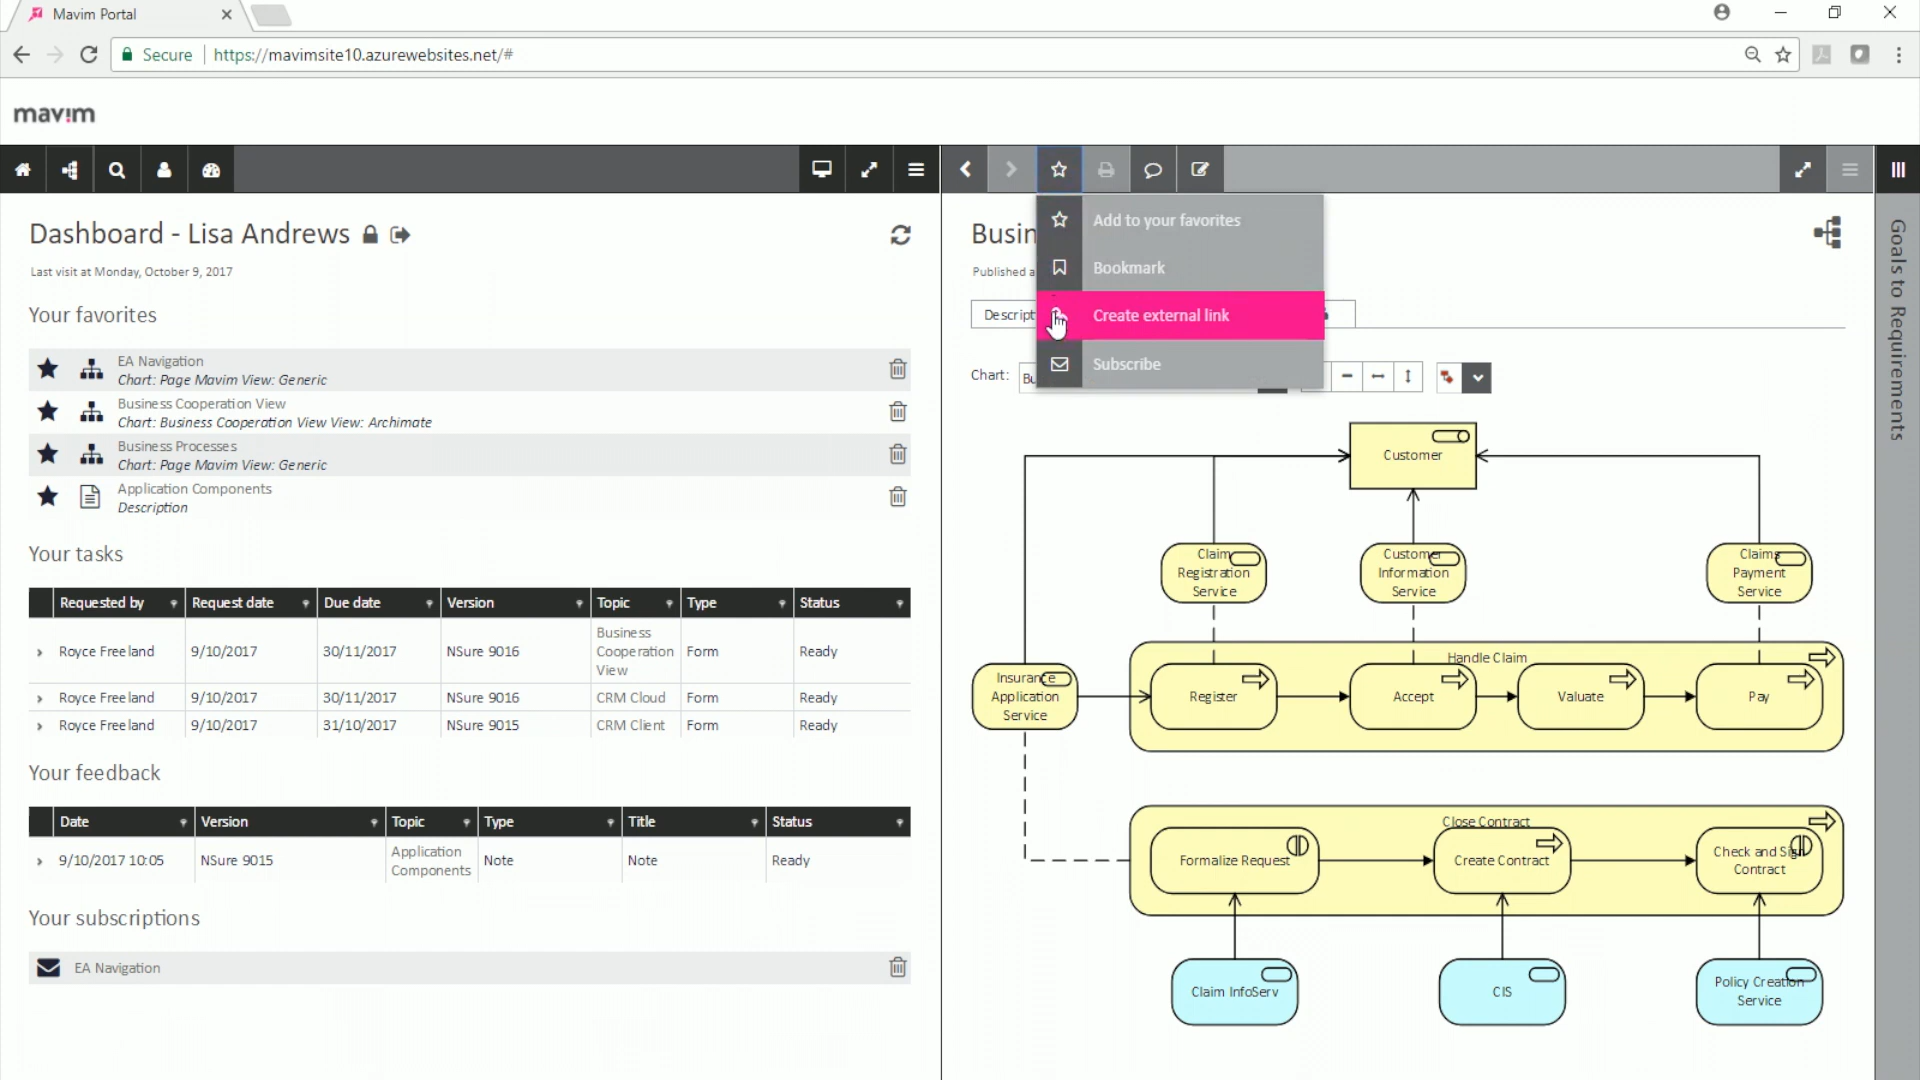 Mavim Portal
Secure
https://mavimsite10.azurewebsites.net/#
mavim
Dashboard - Lisa Andrews
Last visit at Monday, October 9, 2017
Your favorites
EA Navigation
Chart: Page Mavim View: Generic
Business Cooperation View
Chart: Business Cooperation View View: Archimate
Business Processes
Chart: Page Mavim View: Generic
Application Components
Description
Your tasks
Requested by Request date Due date Version Topic Type Status
Royce Freeland 9/10/2017 30/11/2017 NSure 9016 Business Cooperation View Form Ready
Royce Freeland 9/10/2017 30/11/2017 NSure 9016 CRM Cloud Form Ready
Royce Freeland 9/10/2017 31/10/2017 NSure 9015 CRM Client Form Ready
Your feedback
Date Version Topic Type Title Status
9/10/2017 10:05 NSure 9015 Application Components Note Note Ready
Your subscriptions
EA Navigation
Busin
Published a
Descript
Chart: Bu
Add to your favorites
Bookmark
Create external link
Subscribe
Goals to Requirements
Customer
Claim
Registration
Service
Customer
Information
Service
Claims
Payment
Service
Handle Claim
Insurance
Application
Service
Register
Accept
Valuate
Pay
Close Contract
Formalize Request
Create Contract
Check and Sign
Contract
Claim InfoServ
CIS
Policy Creation
Service